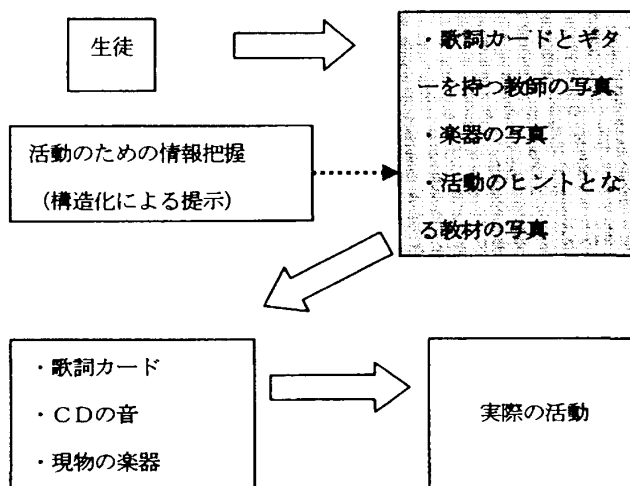 生徒
・歌詞カードとギタ
ーを持つ教師の写真
・楽器の写真
・活動のヒントとな
る教材の写真
活動のための情報把握
（構造化による提示）
・歌詞カード
・ＣＤの音
・現物の楽器
実際の活動